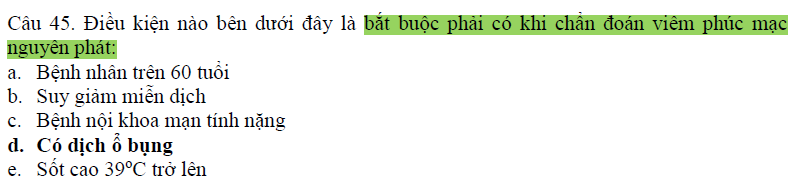 Câu 45. Điều kiện nào bên dưới đây là bắt buộc phải có khi chẩn đoán viêm phúc mạc
nguyên phát:
a. Bệnh nhân trên 60 tuổi
b. Suy giảm miễn dịch
c. Bệnh nội khoa mạn tính nặng
d. Có dịch ổ bụng
e. Sốt cao 39ºC trở lên